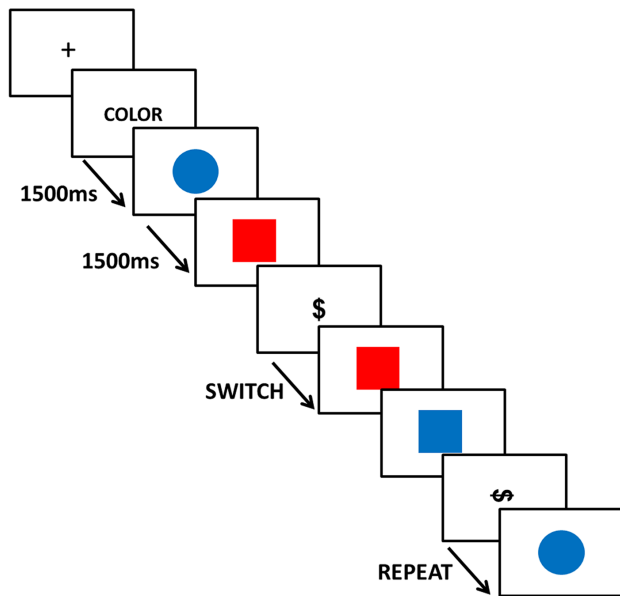 +
COLOR
1500ms
1500ms
$
SWITCH
$
REPEAT